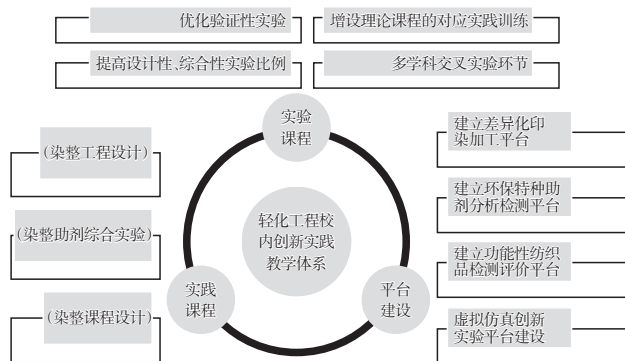 优化验证性实验
增设理论课程的对应实践训练
提高设计性、综合性实验比例
多学科交叉实验环节
实验
课程
(染整工程设计)
(染整助剂综合实验)
(染整课程设计)
轻化工程校
内创新实践
教学体系
实践
课程
平台
建设
建立差异化印
染加工平台
建立环保特种助
剂分析检测平台
建立功能性纺织
品检测评价平台
虚拟仿真创新
实验平台建设